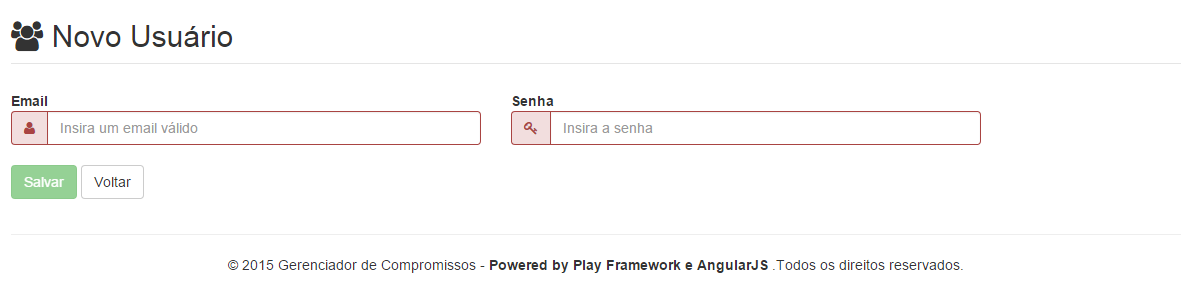 Novo Usuário
Email
Senha
Insira um email válido
Insira a senha
Salvar
Voltar
© 2015 Gerenciador de Compromissos - Powered by Play Framework e AngularJS .Todos os direitos reservados.